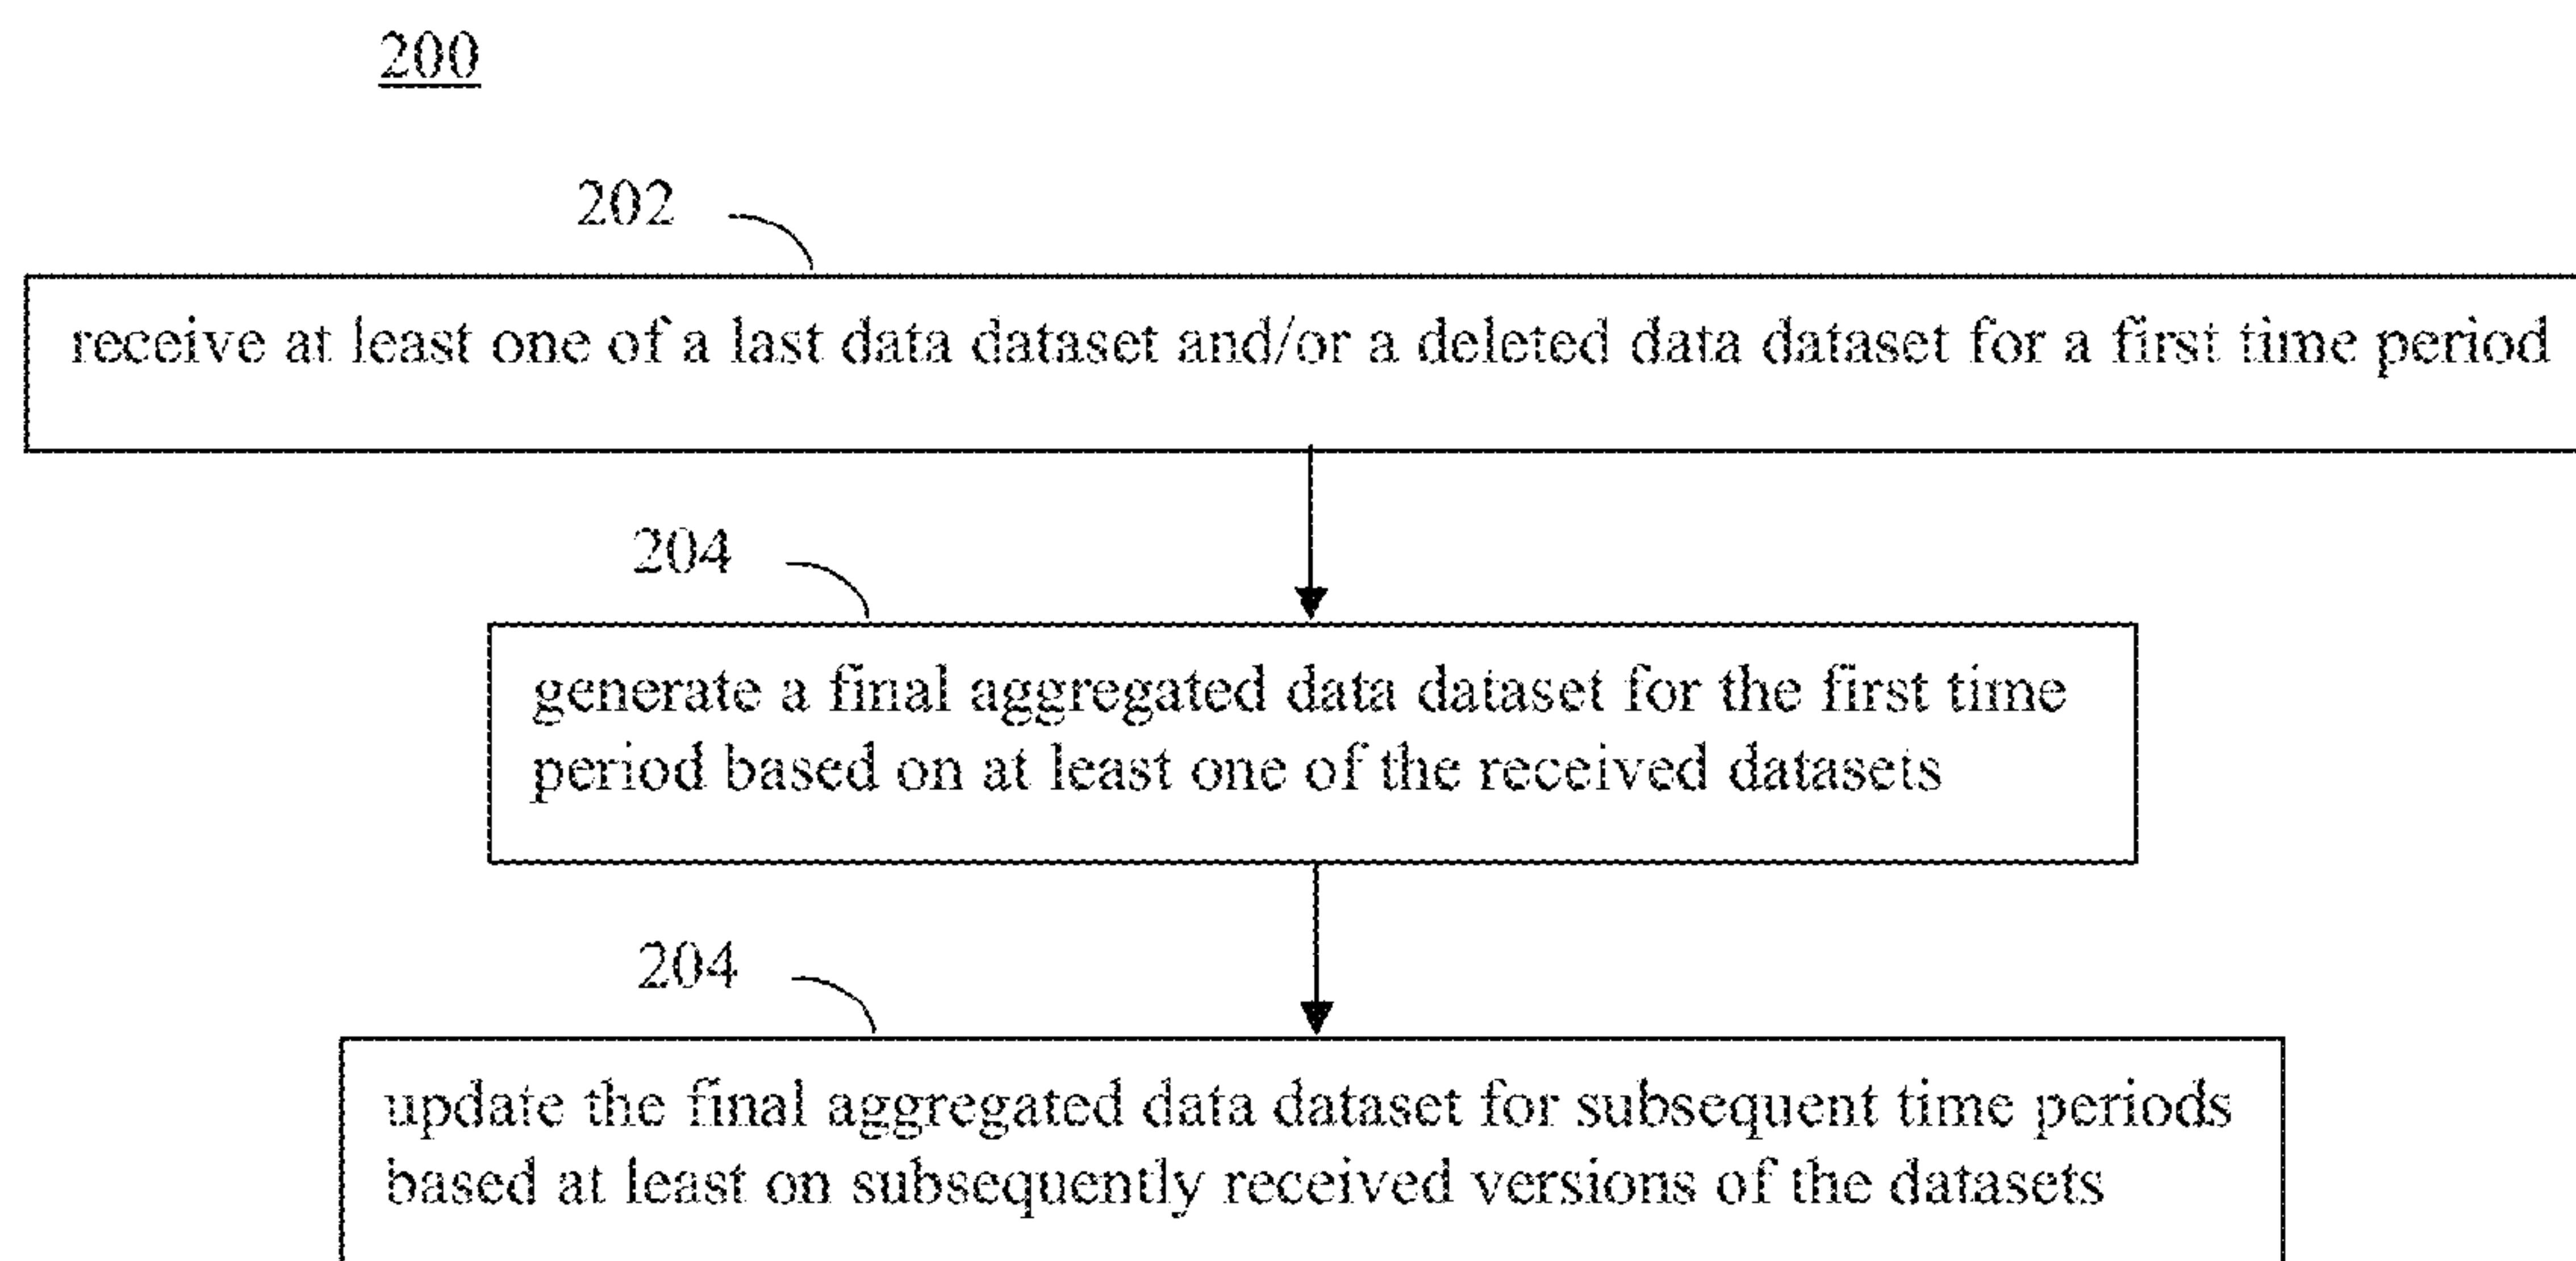 200
202
receive at least one of a last data dataset and/or a deleted data dataset for a first time period
204
generate a final aggregated data dataset for the first time
period based on at least one of the received datasets
204
update the final aggregated data dataset for subsequent time periods
based at least on subsequently received versions of the datasets